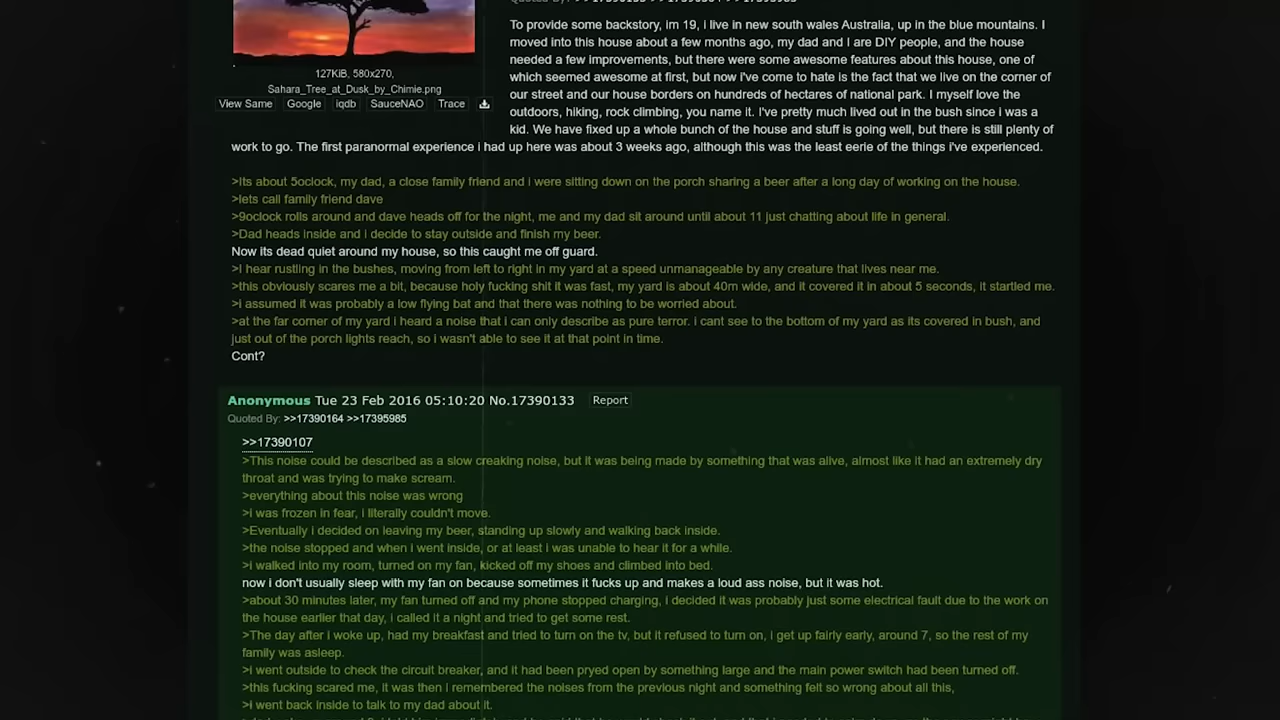 To provide some backstory, im 19, i live in new south wales Australia, up in the blue mountains. I
moved into this house about a few months ago, my dad and I are DIY people, and the house
needed a few improvements, but there were some awesome features about this house, one of
which seemed awesome at first, but now i've come to hate is the fact that we live on the corner of
our street and our house borders on hundreds of hectares of national park. I myself love the
outdoors, hiking, rock climbing, you name it. I've pretty much lived out in the bush since i was a
kid. We have fixed up a whole bunch of the house and stuff is going well, but there is still plenty of
work to go. The first paranormal experience i had up here was about 3 weeks ago, although this was the least eerie of the things i've experienced.
127KiB, 580x270,
Sahara_Tree_at_Dusk_by_Chimie.png
View Same Google iqdb SauceNAO Trace
>Its about 5oclock, my dad, a close family friend and i were sitting down on the porch sharing a beer after a long day of working on the house.
>lets call family friend dave
>9oclock rolls around and dave heads off for the night, me and my dad sit around until about 11 just chatting about life in general.
>Dad heads inside and I decide to stay outside and finish my beer.
Now its dead quiet around my house, so this caught me off guard.
>I hear rustling in the bushes, moving from left to right in my yard at a speed unmanageable by any creature that lives near me.
>this obviously scares me a bit, because holy fucking shit it was fast, my yard is about 40m wide, and it covered it in about 5 seconds, it startled me.
>i assumed it was probably a low flying bat and that there was nothing to be worried about.
>at the far corner of my yard i heard a noise that i can only describe as pure terror. i cant see to the bottom of my yard as its covered in bush, and
just out of the porch lights reach, so i wasn't able to see it at that point in time.
Cont?
Anonymous Tue 23 Feb 2016 05:10:20 No.17390133 Report
Quoted By: >>17390164 >>17395985
>>17390107
>This noise could be described as a slow creaking noise, but it was being made by something that was alive, almost like it had an extremely dry
throat and was trying to make scream.
>everything about this noise was wrong
>i was frozen in fear, i literally couldn't move.
>Eventually i decided on leaving my beer, standing up slowly and walking back inside.
>the noise stopped and when i went inside, or at least i was unable to hear it for a while.
>i walked into my room, turned on my fan, kicked off my shoes and climbed into bed.
now i don't usually sleep with my fan on because sometimes it fucks up and makes a loud ass noise, but it was hot.
>about 30 minutes later, my fan turned off and my phone stopped charging, i decided it was probably just some electrical fault due to the work on
the house earlier that day, i called it a night and tried to get some rest.
>The day after i woke up, had my breakfast and tried to turn on the tv, but it refused to turn on, i get up fairly early, around 7, so the rest of my
family was asleep.
>i went outside to check the circuit breaker, and it had been pryed open by something large and the main power switch had been turned off.
>this fucking scared me, it was then i remembered the noises from the previous night and something felt so wrong about all this,
>I went back inside to talk to my dad about it.